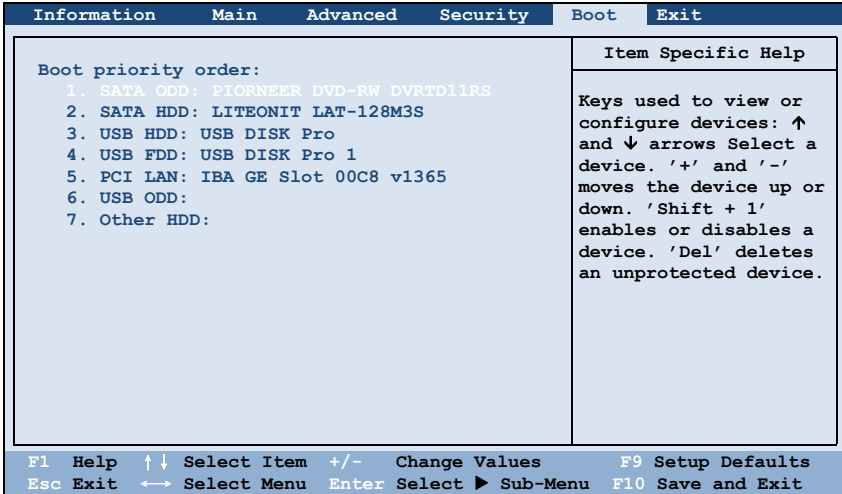 Information Main Advanced Security Boot Exit
Boot priority order:
1. SATA ODD: PIORNEER DVD-RW DVRTD11RS
2. SATA HDD: LITEONIT LAT-128M3S
3. USB HDD: USB DISK Pro
4. USB FDD: USB DISK Pro 1
5. PCI LAN: IBA GE Slot 00C8 v1365
6. USB ODD:
7. Other HDD:
Item Specific Help
Keys used to view or
configure devices: ↑
and ↓ arrows Select a
device. ’+’ and ’-’
moves the device up or
down. ’Shift + 1’
enables or disables a
device. ’Del’ deletes
an unprotected device.
F1 Help ↑↓ Select Item +/- Change Values F9 Setup Defaults
Esc Exit ←→ Select Menu Enter Select ▶ Sub-Menu F10 Save and Exit